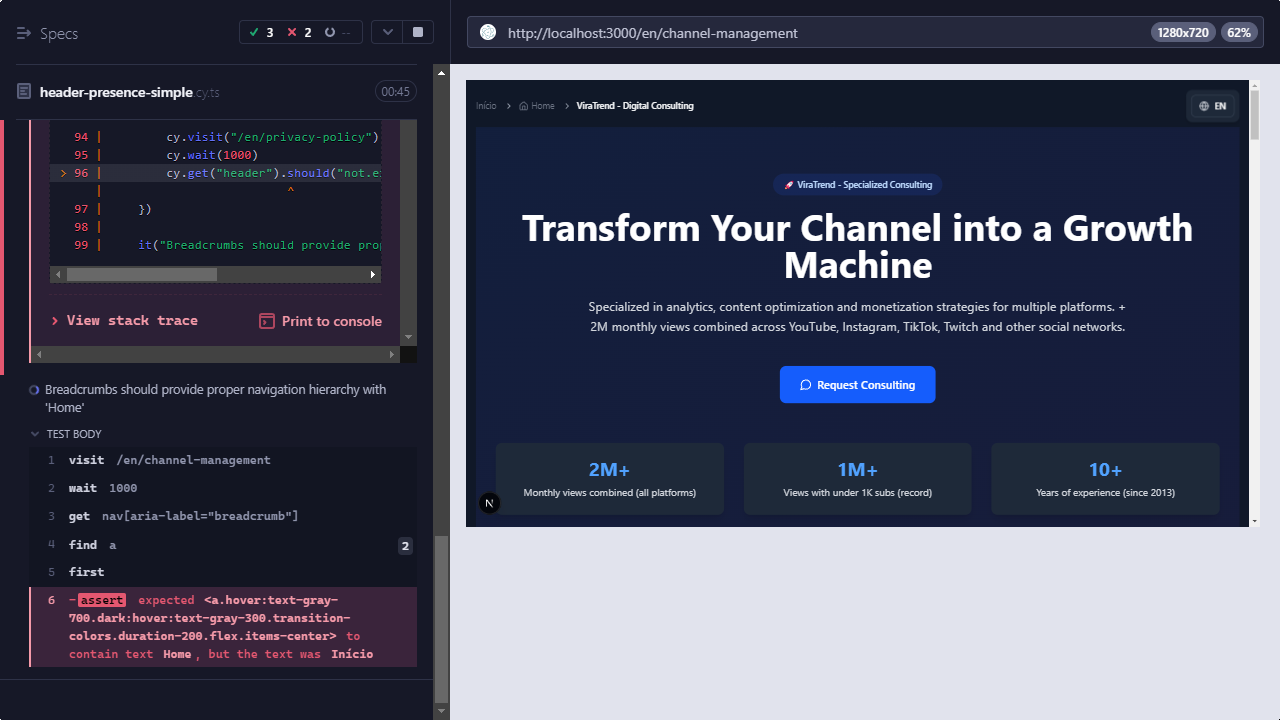 Specs
3
2
--
header-presence-simple.cy.ts
00:45
94 | cy.visit("/en/privacy-policy")
95 | cy.wait(1000)
> 96 | cy.get("header").should("not.e
| ^
97 | })
98 |
99 | it("Breadcrumbs should provide pro
> View stack trace
Print to console
Breadcrumbs should provide proper navigation hierarchy with
'Home'
TEST BODY
1 visit /en/channel-management
2 wait 1000
3 get nav[aria-label="breadcrumb"]
4 find a 2
5 first
6 -assert expected <a.hover:text-gray-
700.dark:hover:text-gray-300.transition-
colors.duration-200.flex.items-center> to
contain text Home, but the text was Início
http://localhost:3000/en/channel-management
1280x720
62%
Início > Home > ViraTrend - Digital Consulting
EN
🚀 ViraTrend - Specialized Consulting
Transform Your Channel into a Growth
Machine
Specialized in analytics, content optimization and monetization strategies for multiple platforms. +
2M monthly views combined across YouTube, Instagram, TikTok, Twitch and other social networks.
Request Consulting
2M+
Monthly views combined (all platforms)
1M+
Views with under 1K subs (record)
10+
Years of experience (since 2013)
N